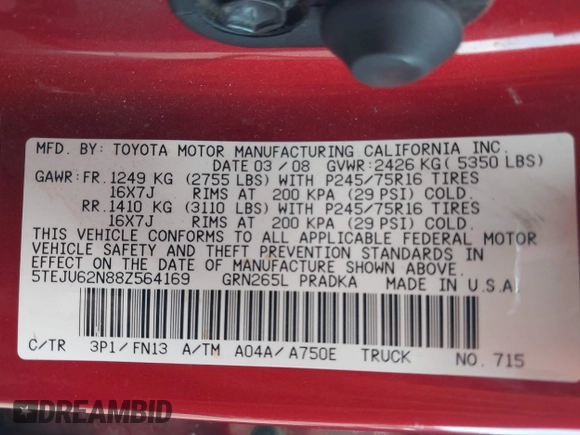 MFD. BY: TOYOTA MOTOR MANUFACTURING CALIFORNIA INC.
DATE 03 / 08 GVWR: 2426 KG ( 5350 LBS)
GAWR: FR. 1249 KG (2755 LBS) WITH P245/75R16 TIRES
16X7J RIMS AT 200 KPA (29 PSI) COLD.
RR. 1410 KG (3110 LBS) WITH P245/75R16 TIRES
16X7J RIMS AT 200 KPA (29 PSI) COLD.
THIS VEHICLE CONFORMS TO ALL APPLICABLE FEDERAL MOTOR
VEHICLE SAFETY AND THEFT PREVENTION STANDARDS IN
EFFECT ON THE DATE OF MANUFACTURE SHOWN ABOVE.
5TEJU62N88Z564169 GRN265L PRADKA MADE IN U.S.A.
C/TR 3P1 / FN13 A/TM A04A / A750E TRUCK NO. 715
DREAMBID